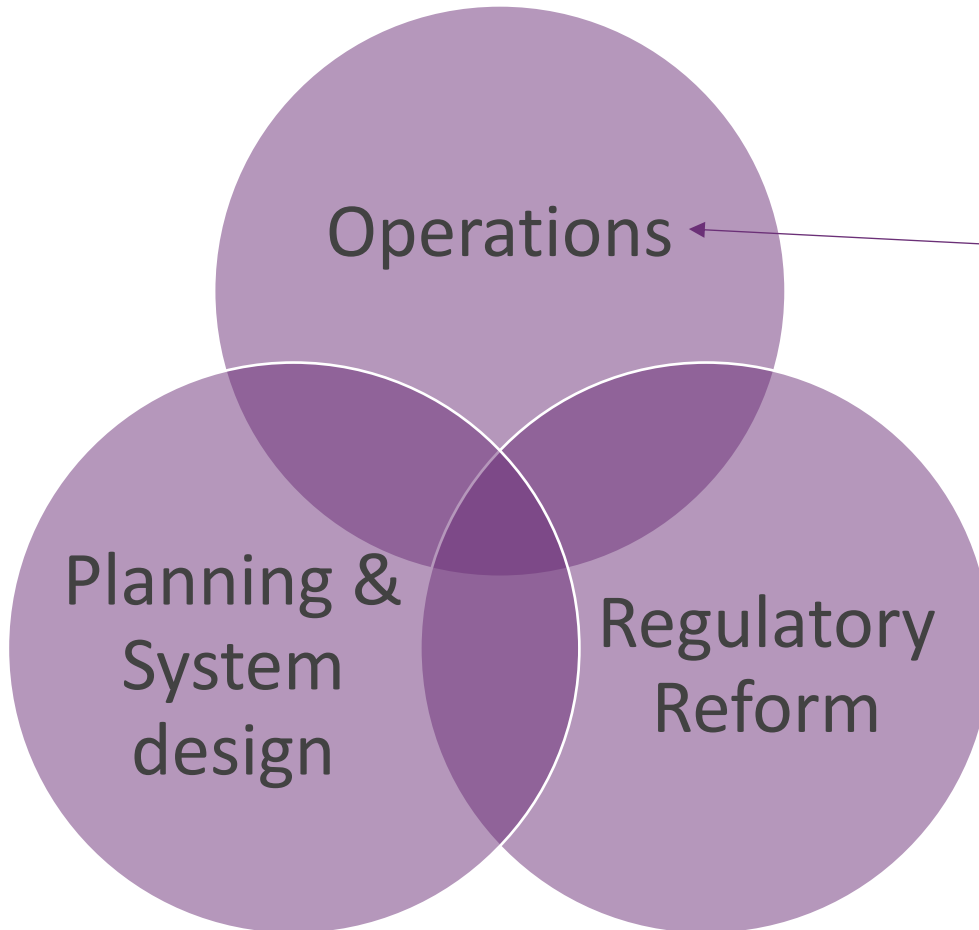 Operations
Planning &
System
design
Regulatory
Reform